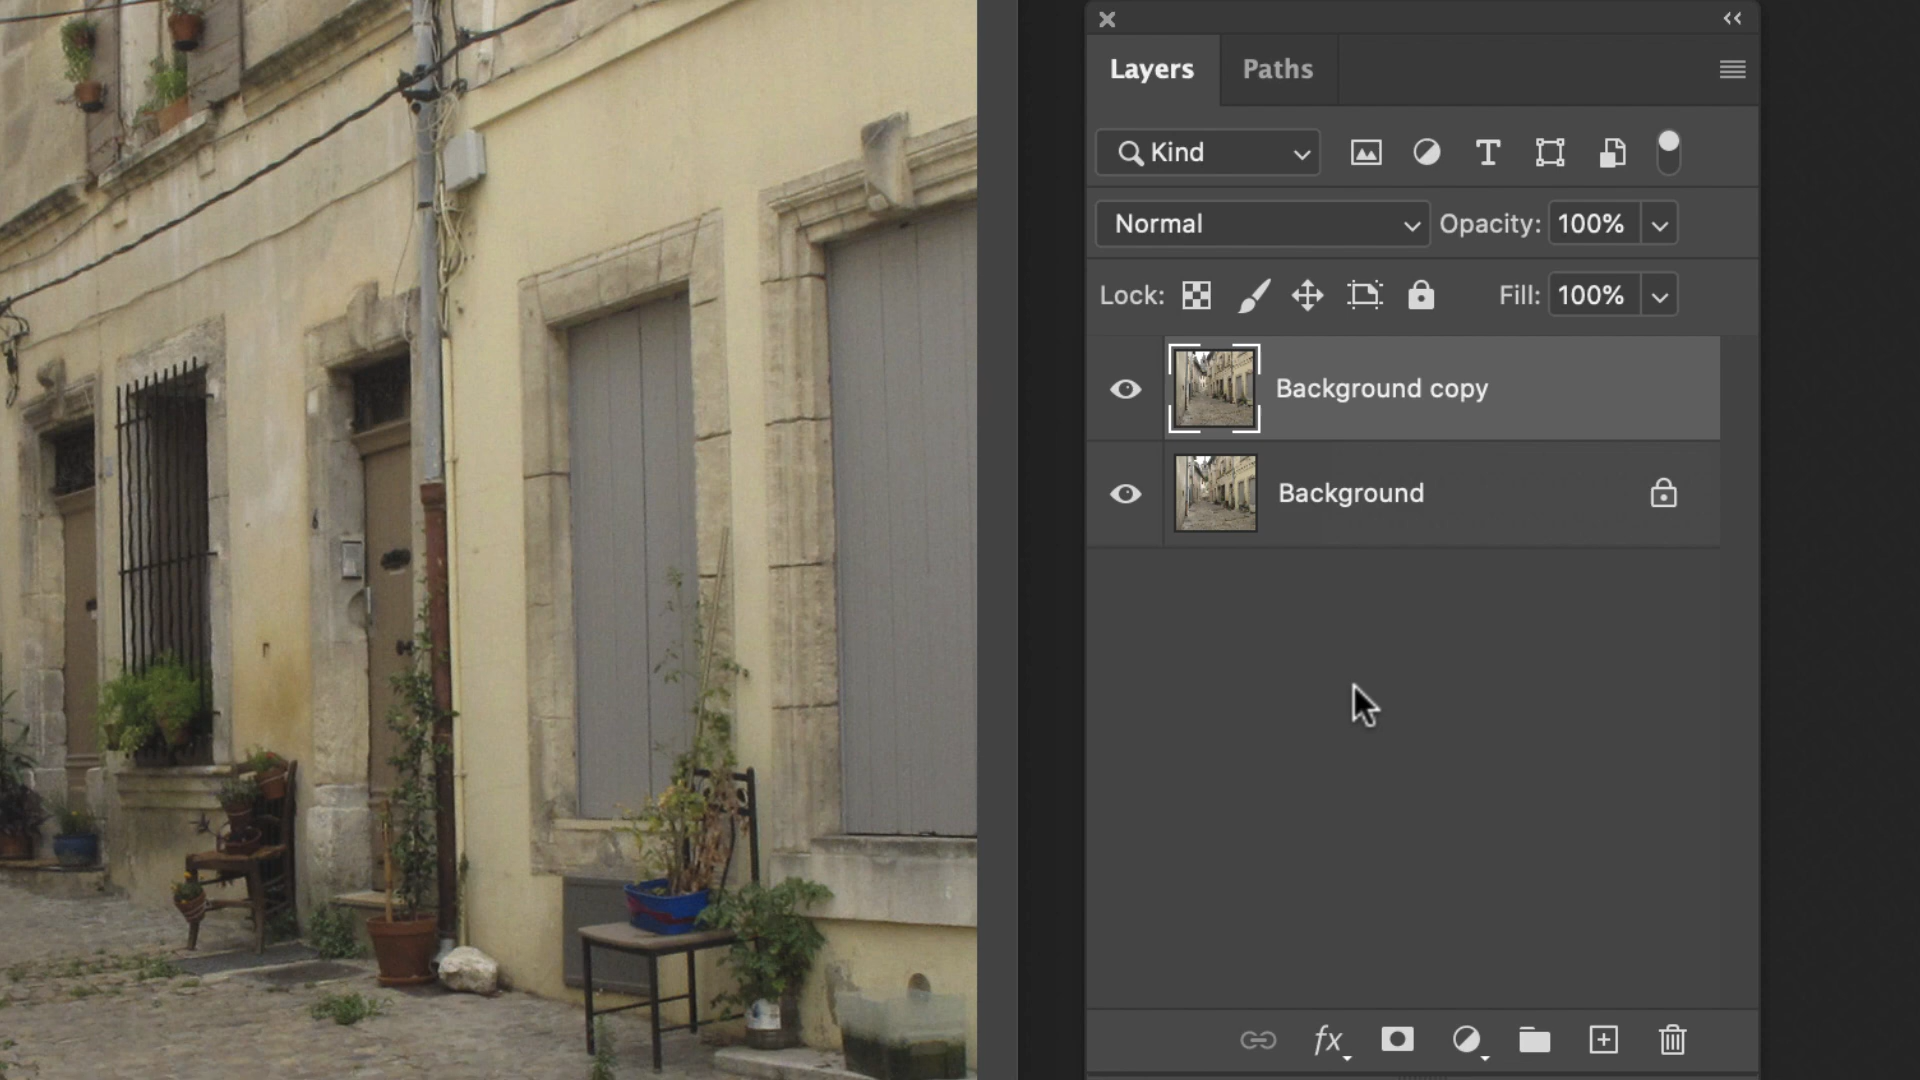 Layers Paths
Kind
Normal Opacity: 100%
Lock: Fill: 100%
Background copy
Background
fx